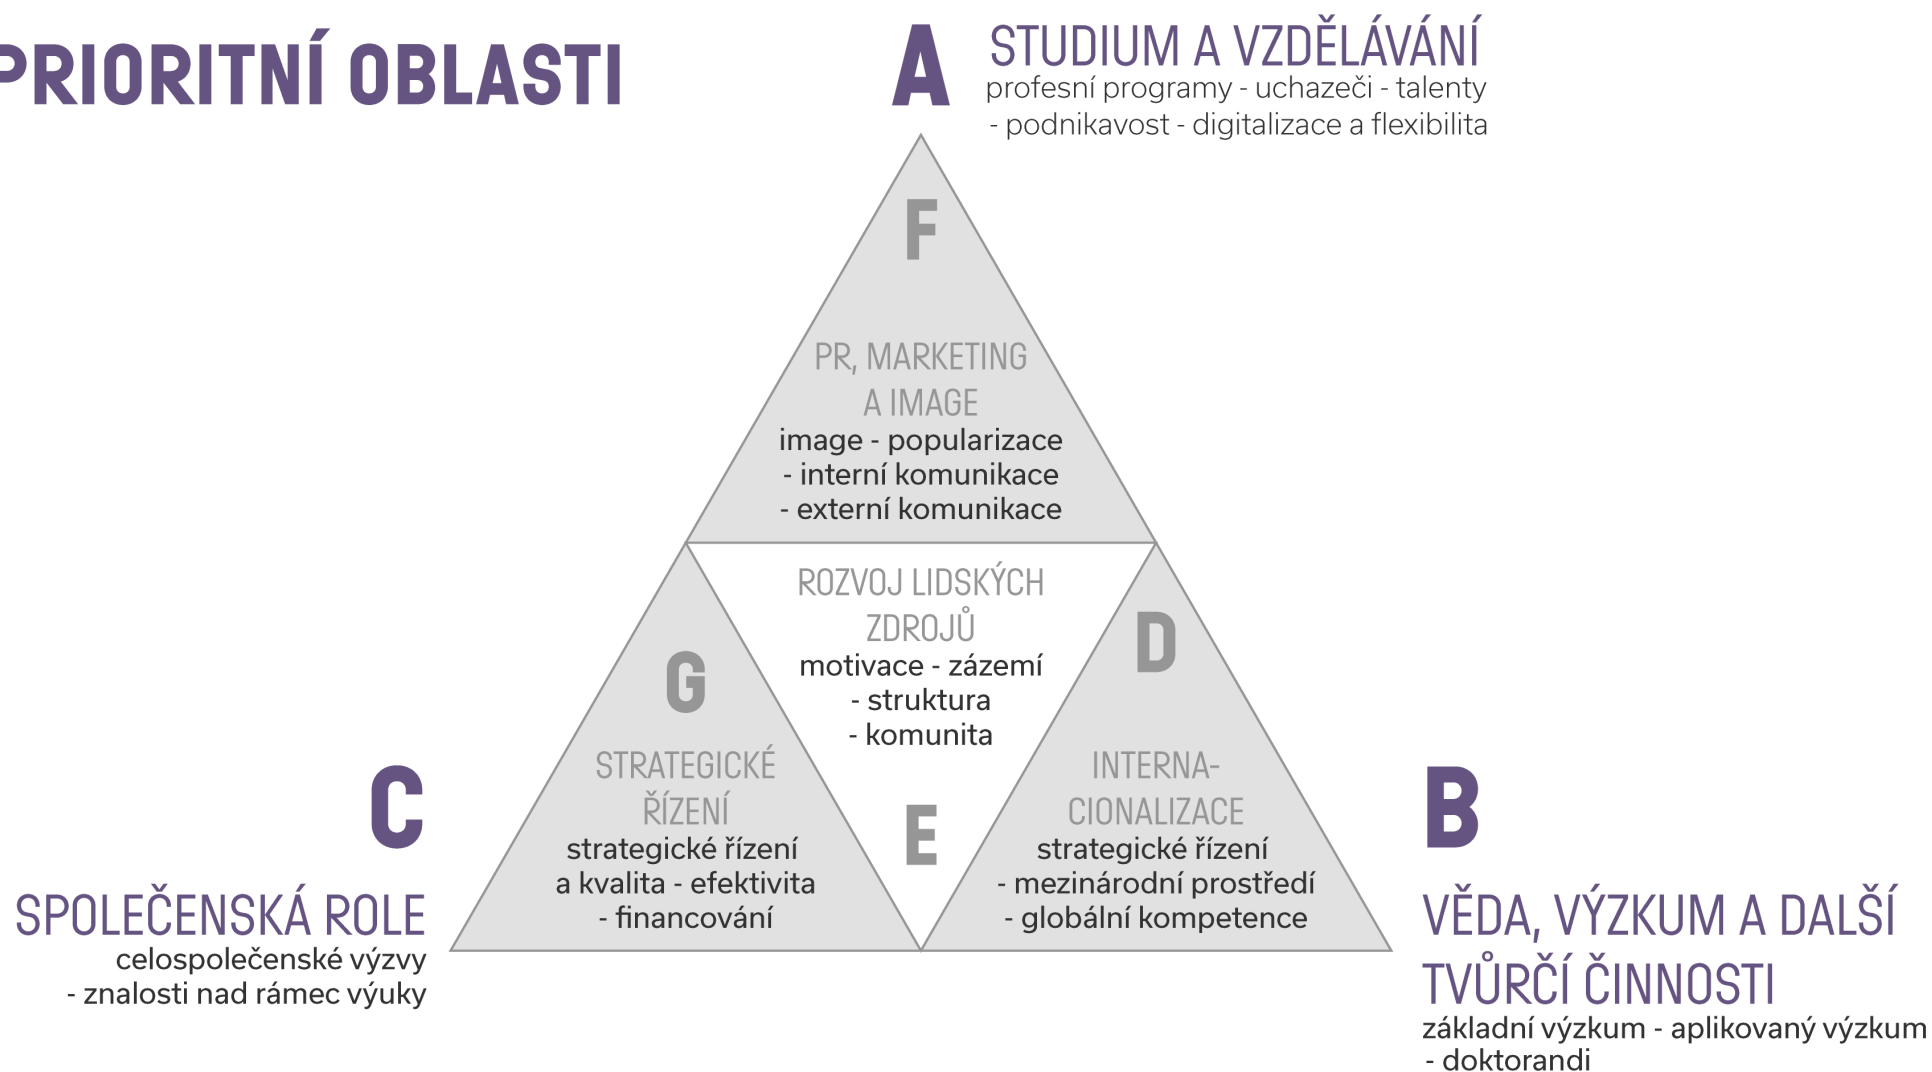 PRIORITNÍ OBLASTI
A
STUDIUM A VZDĚLÁVÁNÍ
profesní programy - uchazeči - talenty
- podnikavost - digitalizace a flexibilita
F
PR, MARKETING
A IMAGE
image - popularizace
- interní komunikace
- externí komunikace
ROZVOJ LIDSKÝCH
ZDROJŮ
motivace - zázemí
- struktura
- komunita
E
G
STRATEGICKÉ
ŘÍZENÍ
strategické řízení
a kvalita - efektivita
- financování
D
INTERNA-
CIONALIZACE
strategické řízení
- mezinárodní prostředí
- globální kompetence
C
SPOLEČENSKÁ ROLE
celospolečenské výzvy
- znalosti nad rámec výuky
B
VĚDA, VÝZKUM A DALŠÍ
TVŮRČÍ ČINNOSTI
základní výzkum - aplikovaný výzkum
- doktorandi